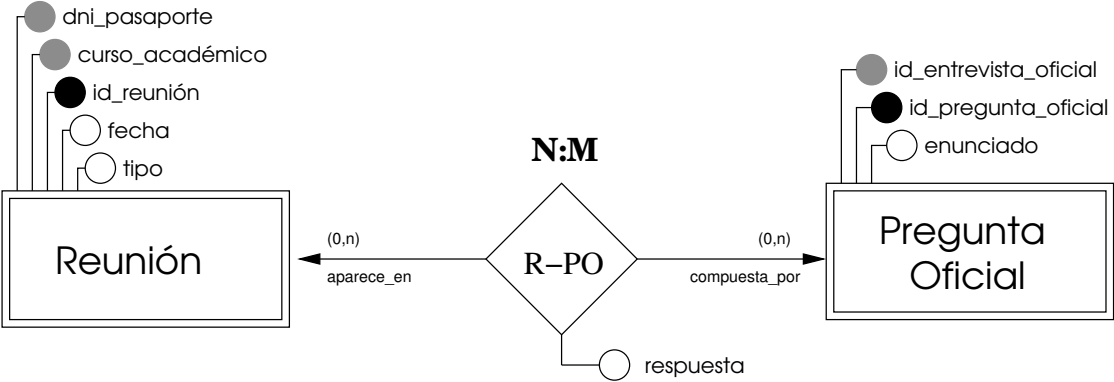 dni_pasaporte
curso_académico
id_reunión
fecha
tipo
Reunión
id_entrevista_oficial
id_pregunta_oficial
enunciado
Pregunta
Oficial
N:M
R–PO
(0,n)
aparece_en
(0,n)
compuesta_por
respuesta